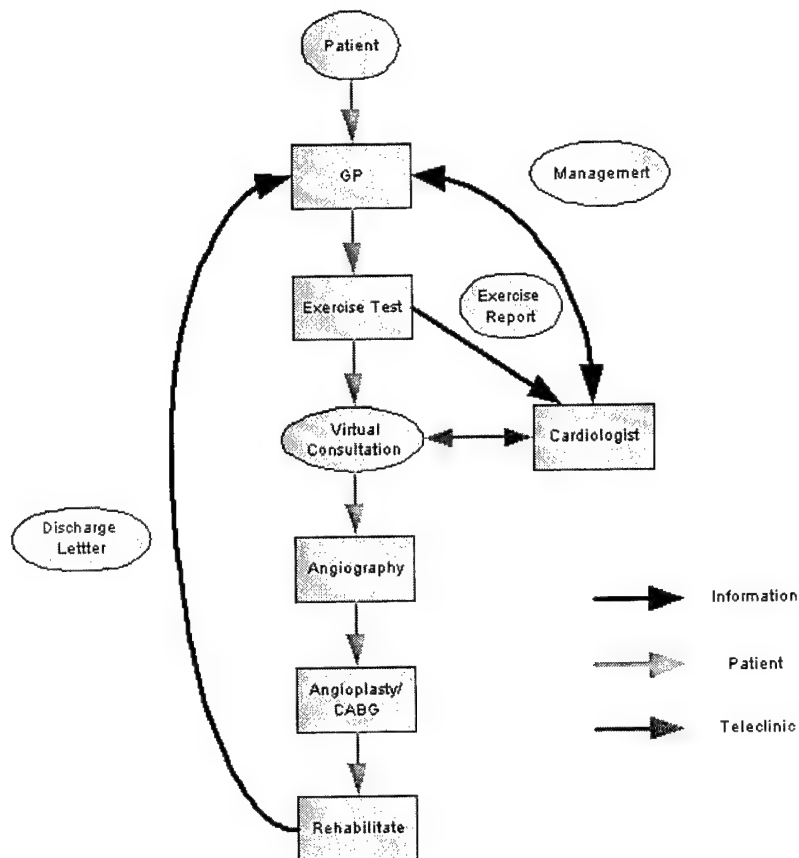 Patient
GP
Management
Exercise Test
Exercise
Report
Virtual
Consultation
Cardiologist
Discharge
Lettter
Angiography
Information
Angioplasty/
CABG
Patient
Teleclinic
Rehabilitate